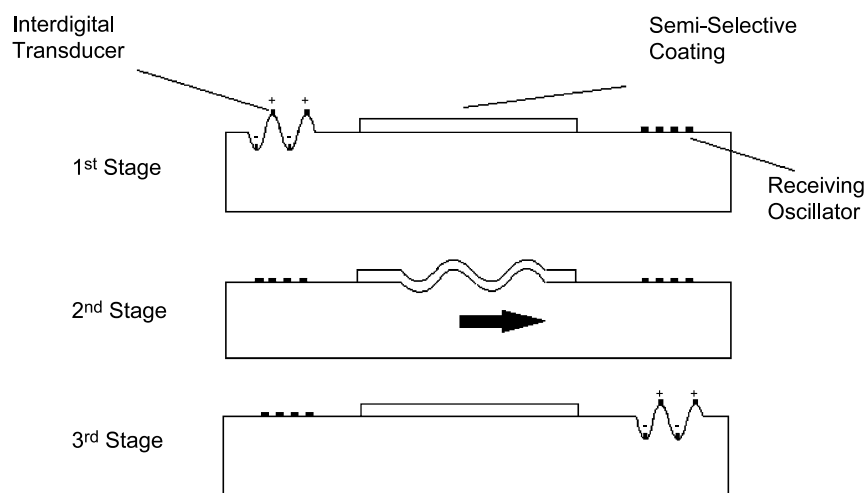 Interdigital
Transducer
Semi-Selective
Coating
+ +
- -
1st Stage
Receiving
Oscillator
2nd Stage
+ +
- -
3rd Stage